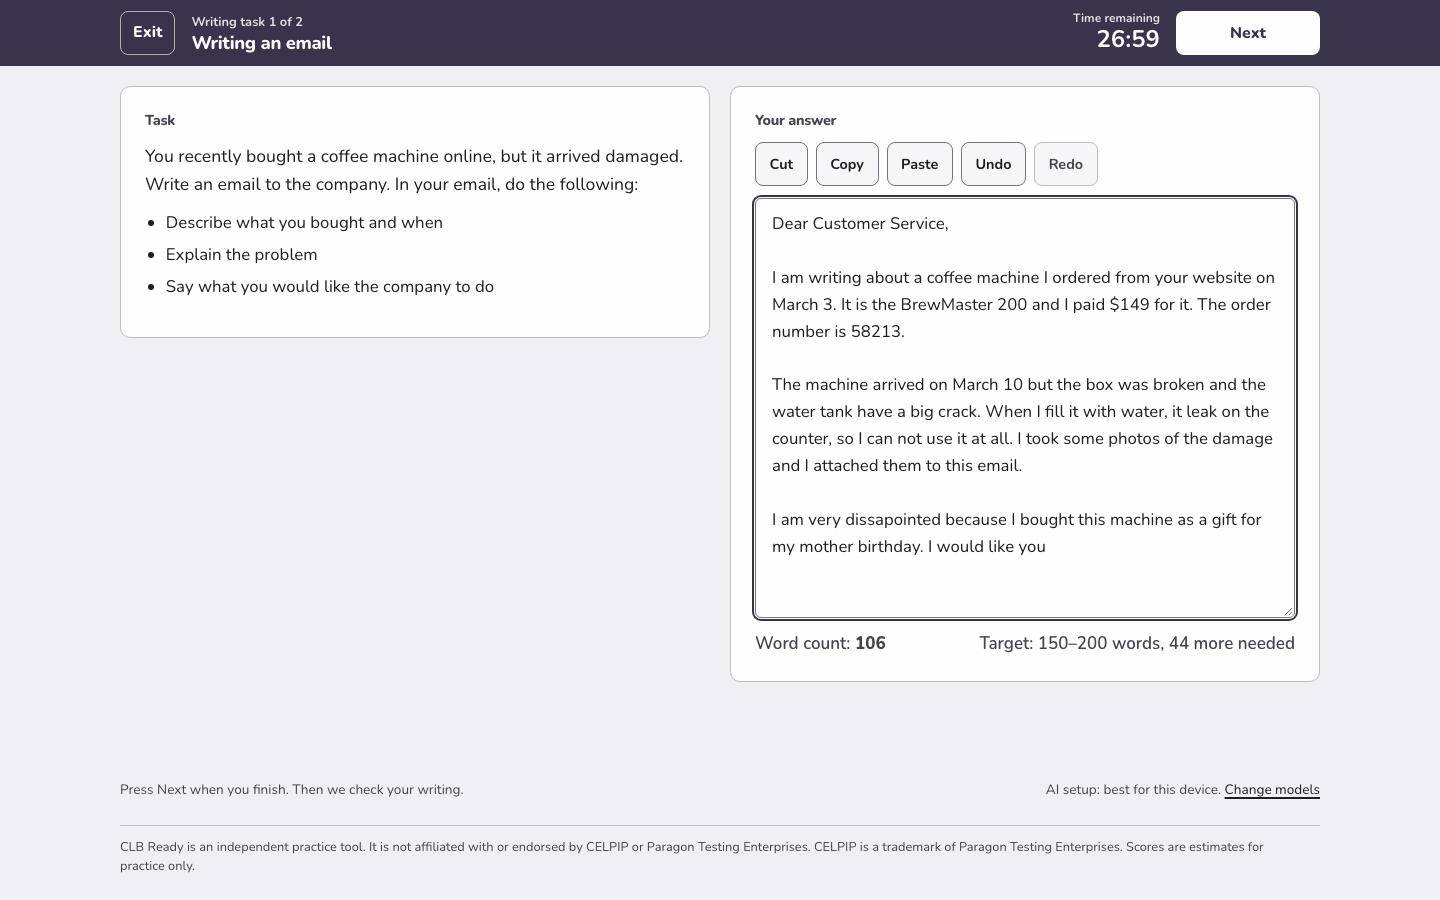 Exit
Writing task 1 of 2
Writing an email
Time remaining
26:59
Next
Task
You recently bought a coffee machine online, but it arrived damaged.
Write an email to the company. In your email, do the following:
• Describe what you bought and when
• Explain the problem
• Say what you would like the company to do
Your answer
Cut Copy Paste Undo Redo
Dear Customer Service,
I am writing about a coffee machine I ordered from your website on
March 3. It is the BrewMaster 200 and I paid $149 for it. The order
number is 58213.
The machine arrived on March 10 but the box was broken and the
water tank have a big crack. When I fill it with water, it leak on the
counter, so I can not use it at all. I took some photos of the damage
and I attached them to this email.
I am very dissapointed because I bought this machine as a gift for
my mother birthday. I would like you
Word count: 106
Target: 150–200 words, 44 more needed
Press Next when you finish. Then we check your writing.
AI setup: best for this device. Change models
CLB Ready is an independent practice tool. It is not affiliated with or endorsed by CELPIP or Paragon Testing Enterprises. CELPIP is a trademark of Paragon Testing Enterprises. Scores are estimates for
practice only.